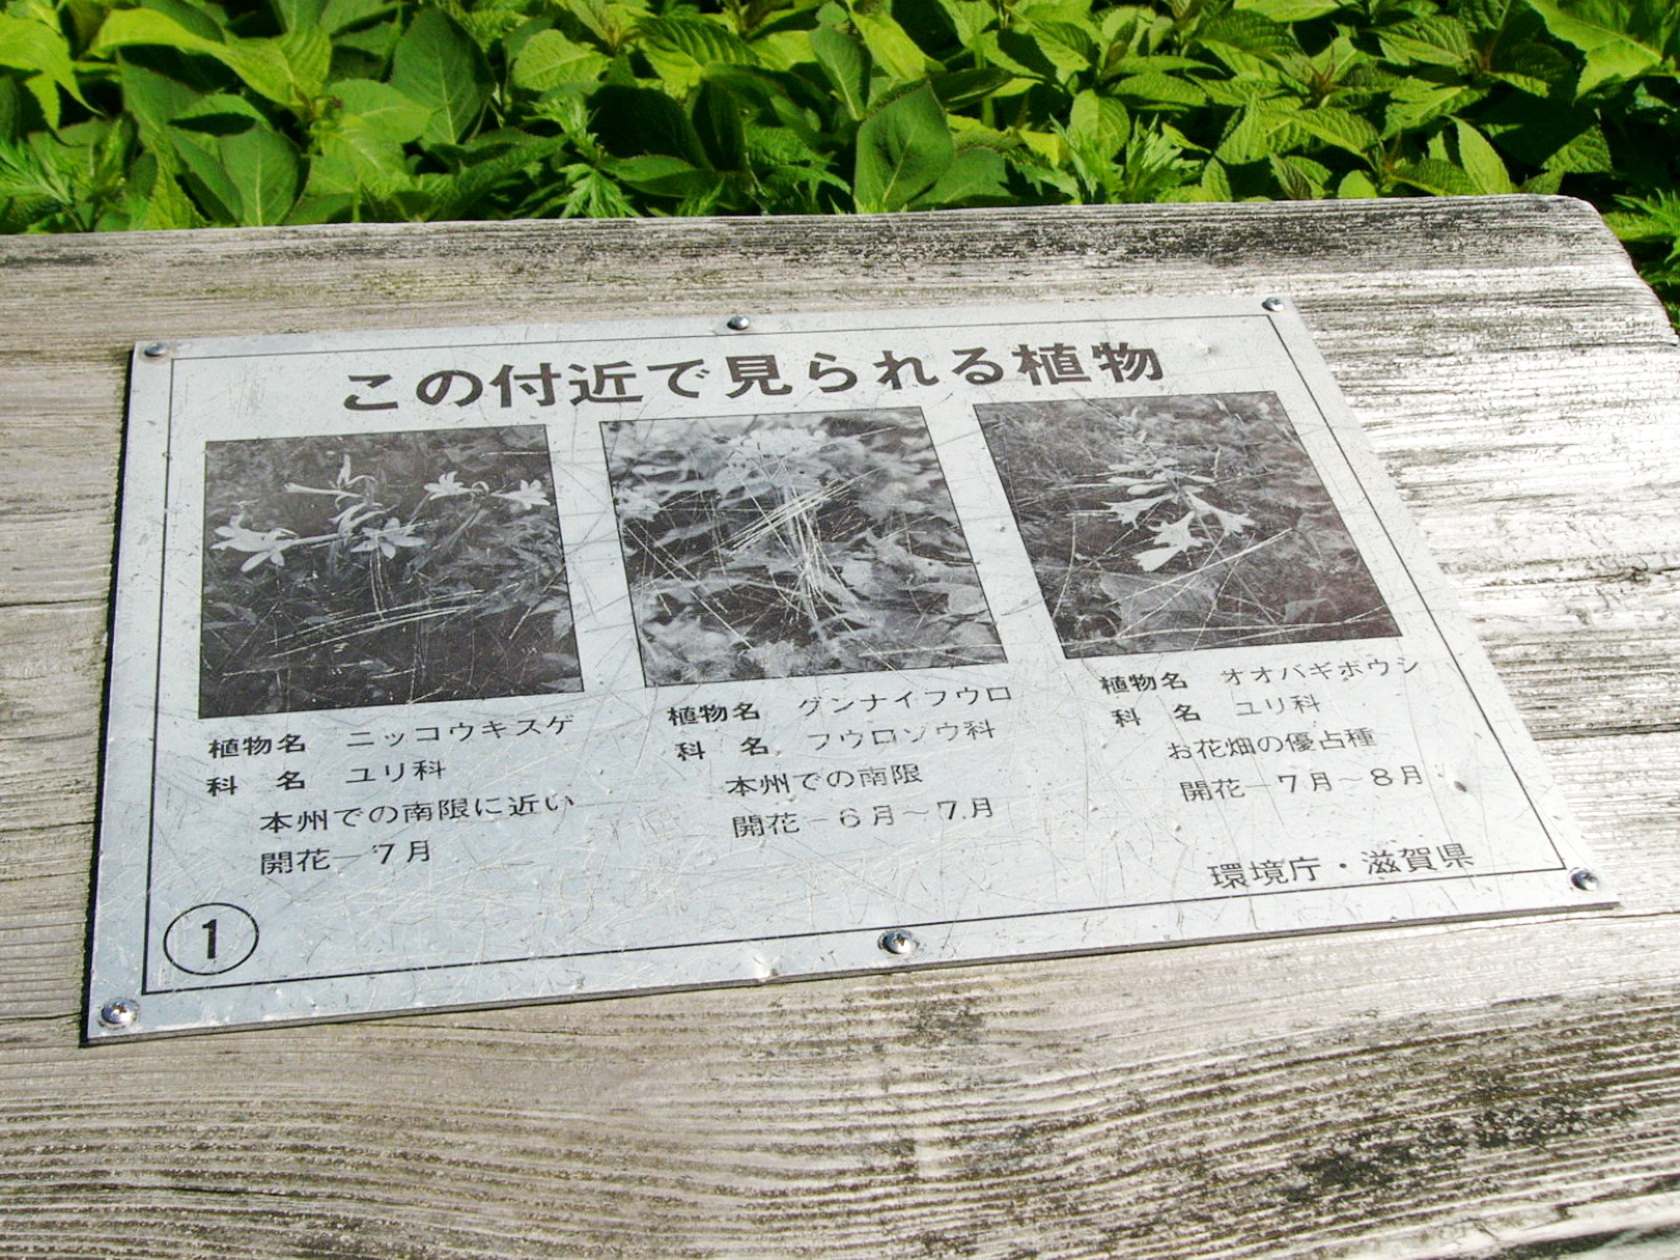 この付近で見られる植物
植物名 ニッコウキスゲ
科 名 ユリ科
本州での南限に近い
開花－7月
植物名 グンナイフウロ
科 名 フウロソウ科
本州での南限
開花－6月～7月
植物名 オオバギボウシ
科 名 ユリ科
お花畑の優占種
開花－7月～8月
環境庁・滋賀県
1